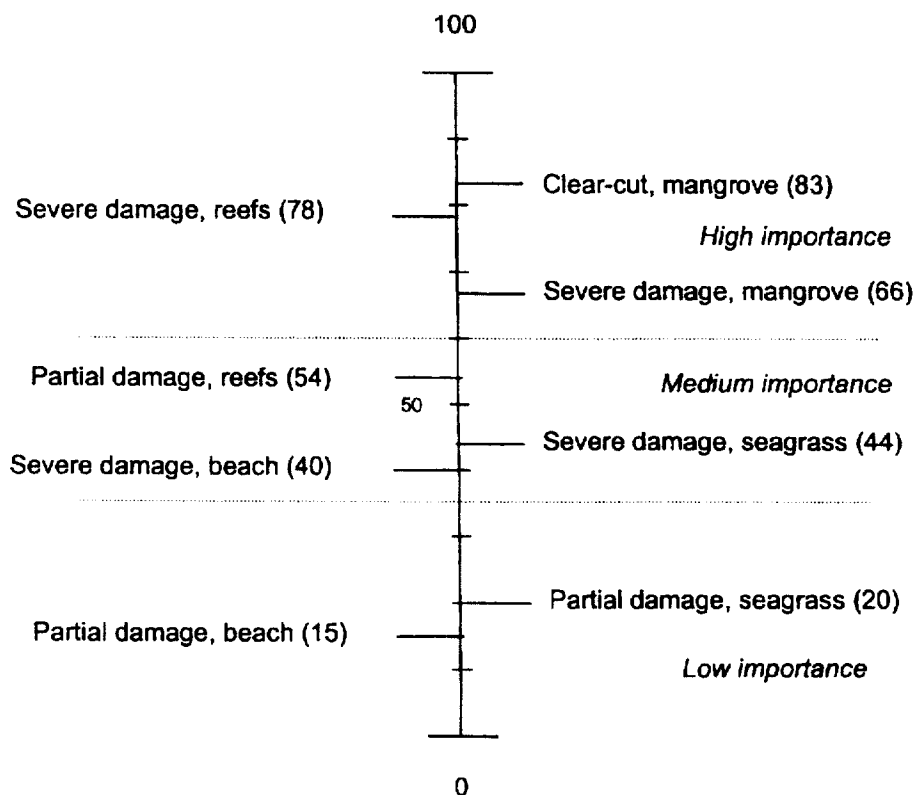 100
Clear-cut, mangrove (83)
Severe damage, reefs (78)
High importance
Severe damage, mangrove (66)
Partial damage, reefs (54)
Medium importance
50
Severe damage, seagrass (44)
Severe damage, beach (40)
Partial damage, seagrass (20)
Partial damage, beach (15)
Low importance
0